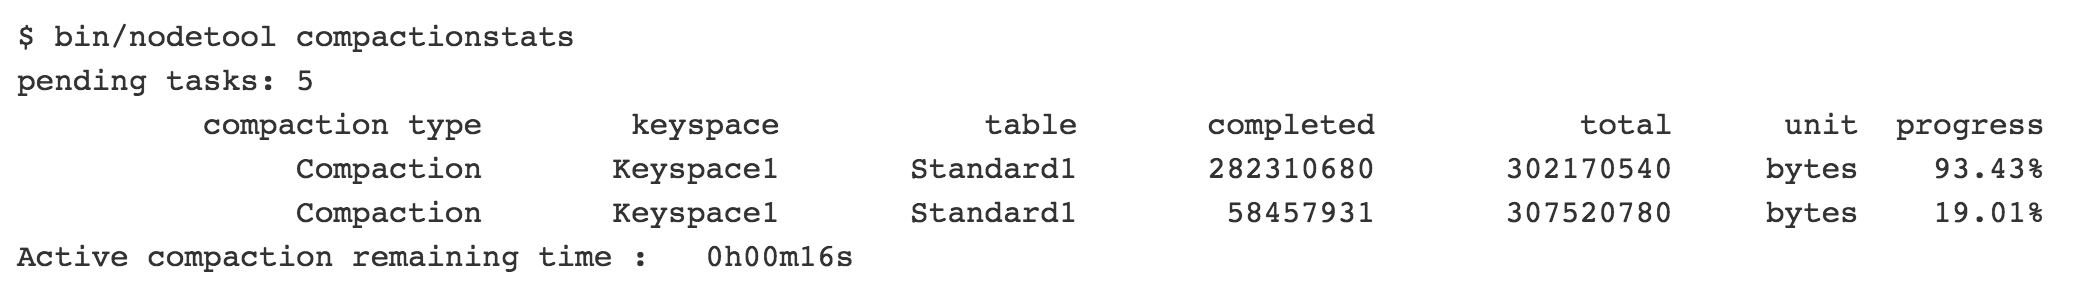 $ bin/nodetool compactionstats
pending tasks: 5
          compaction type        keyspace           table       completed           total      unit  progress
               Compaction       Keyspace1       Standard1       282310680       302170540     bytes    93.43%
               Compaction       Keyspace1       Standard1        58457931       307520780     bytes    19.01%
Active compaction remaining time :   0h00m16s